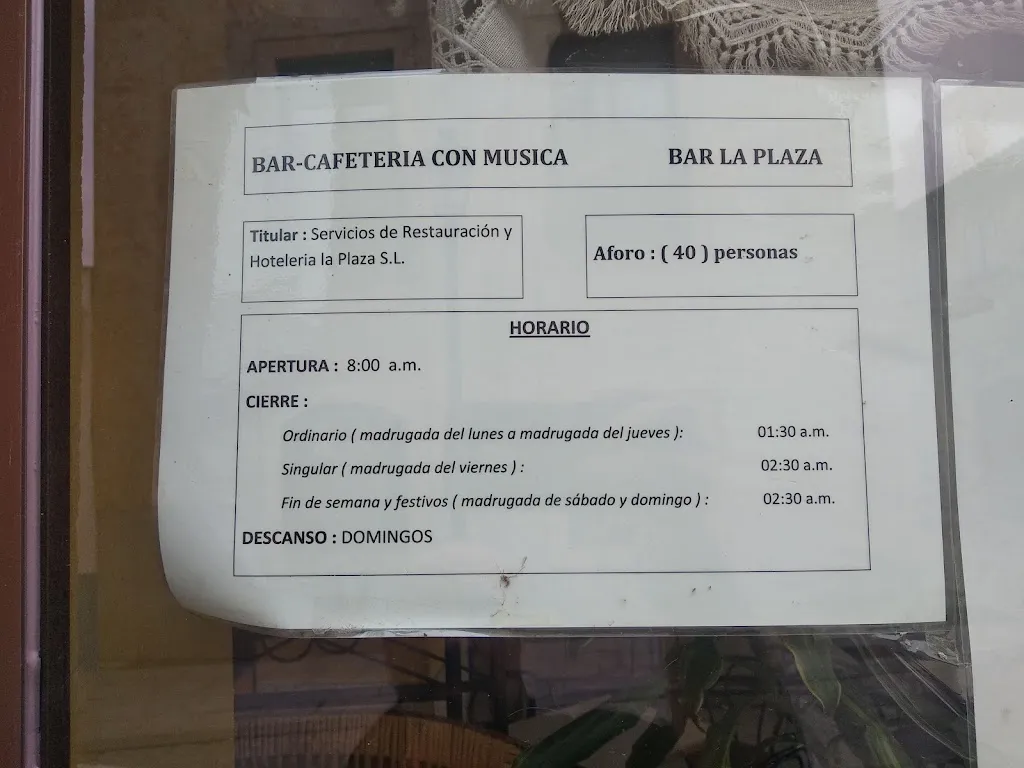 BAR-CAFETERIA CON MUSICA BAR LA PLAZA
Titular : Servicios de Restauración y
Hoteleria la Plaza S.L.
Aforo : ( 40 ) personas
HORARIO
APERTURA : 8:00 a.m.
CIERRE :
Ordinario ( madrugada del lunes a madrugada del jueves ): 01:30 a.m.
Singular ( madrugada del viernes ) : 02:30 a.m.
Fin de semana y festivos ( madrugada de sábado y domingo ) : 02:30 a.m.
DESCANSO : DOMINGOS